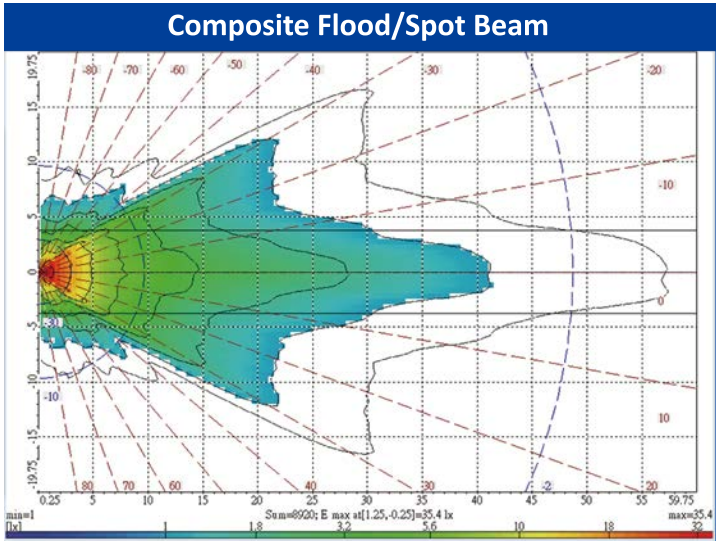 Composite Flood/Spot Beam
19.75
15
10
5
0
-5
-10
-15
-19.75
-80 -70 -60 -50 -40 -30 -20
-10
0
10
-10
80 70 60 40 30 -2 20
0.25 5 10 15 20 25 30 35 40 45 50 55 59.75
min=1 Sum=8920; E max at[1.25,-0.25]=35.4 lx max=35.4
[lx] 1 1.8 3.2 5.6 10 18 32